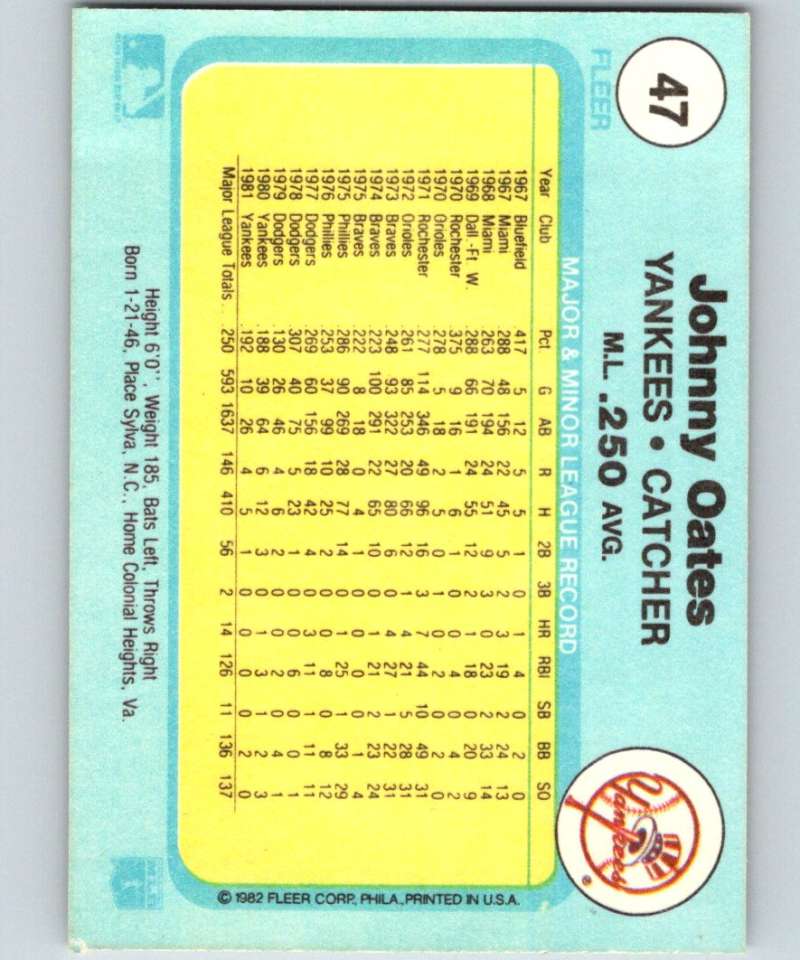 47
FLEER
Johnny Oates
YANKEES • CATCHER
M.L. .250 AVG.
Yankees
MAJOR & MINOR LEAGUE RECORD
Year Club Pct. G AB R H 2B 3B HR RBI SB BB SO
1967 Bluefield .417 5 12 5 5 1 0 1 4 0 2 0
1967 Miami .288 48 156 22 45 5 2 0 19 2 24 13
1968 Miami .263 70 194 24 51 9 3 3 23 2 33 14
1969 Dall.-Ft. W. .288 66 191 24 55 12 2 1 18 1 20 9
1970 Rochester .375 9 16 1 6 1 0 0 2 0 4 2
1970 Orioles .278 5 18 2 5 0 1 0 2 0 2 0
1971 Rochester .277 114 346 49 96 16 3 7 44 10 49 31
1972 Orioles .261 85 253 20 66 12 1 4 21 5 28 31
1973 Braves .248 93 322 27 80 6 0 4 27 1 22 31
1974 Braves .223 100 291 22 65 10 0 1 21 2 23 24
1975 Braves .222 8 18 0 4 1 0 0 0 0 1 4
1975 Phillies .286 90 269 28 77 14 0 1 25 1 33 29
1976 Phillies .253 37 99 10 25 2 0 0 8 0 8 12
1977 Dodgers .269 60 156 18 42 4 0 3 11 1 11 11
1978 Dodgers .307 40 75 5 23 1 0 0 6 0 0 1
1979 Dodgers .130 26 46 4 6 2 0 0 2 0 4 1
1980 Yankees .188 39 64 6 12 3 0 1 3 1 2 3
1981 Yankees .192 10 26 4 5 1 0 0 0 0 2 0
Major League Totals . . .250 593 1637 146 410 56 2 14 126 11 136 137
© 1982 FLEER CORP., PHILA., PRINTED IN U.S.A.
Height 6'0'', Weight 185, Bats Left, Throws Right
Born 1-21-46, Place Sylva, N.C., Home Colonial Heights, Va.